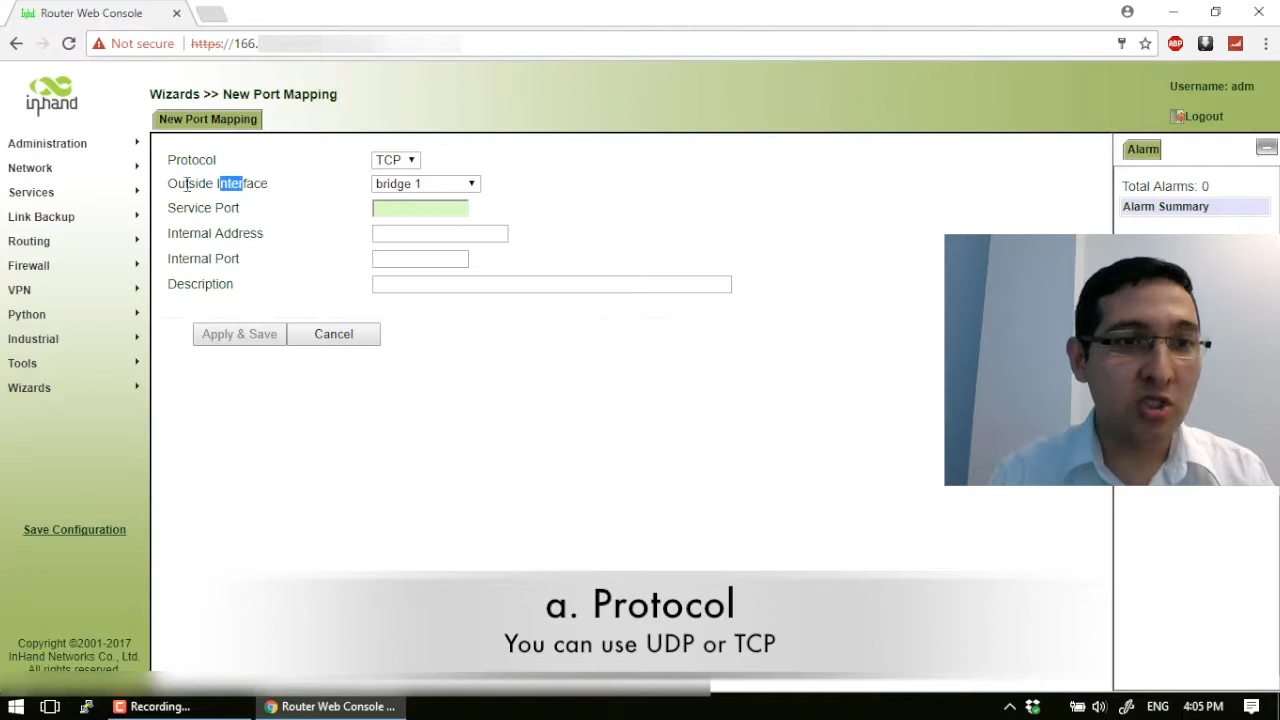 Router Web Console
Not secure
https://166.
ABP
inhand
Wizards >> New Port Mapping
Username: adm
Logout
New Port Mapping
Administration
Network
Services
Link Backup
Routing
Firewall
VPN
Python
Industrial
Tools
Wizards
Protocol
TCP
Outside Interface
bridge 1
Service Port
Internal Address
Internal Port
Description
Apply & Save
Cancel
Alarm
Total Alarms: 0
Alarm Summary
Save Configuration
a. Protocol
You can use UDP or TCP
Copyright ©2001-2017
InHand Networks Co., Ltd.
All rights reserved.
Recording...
Router Web Console ...
ENG
4:05 PM